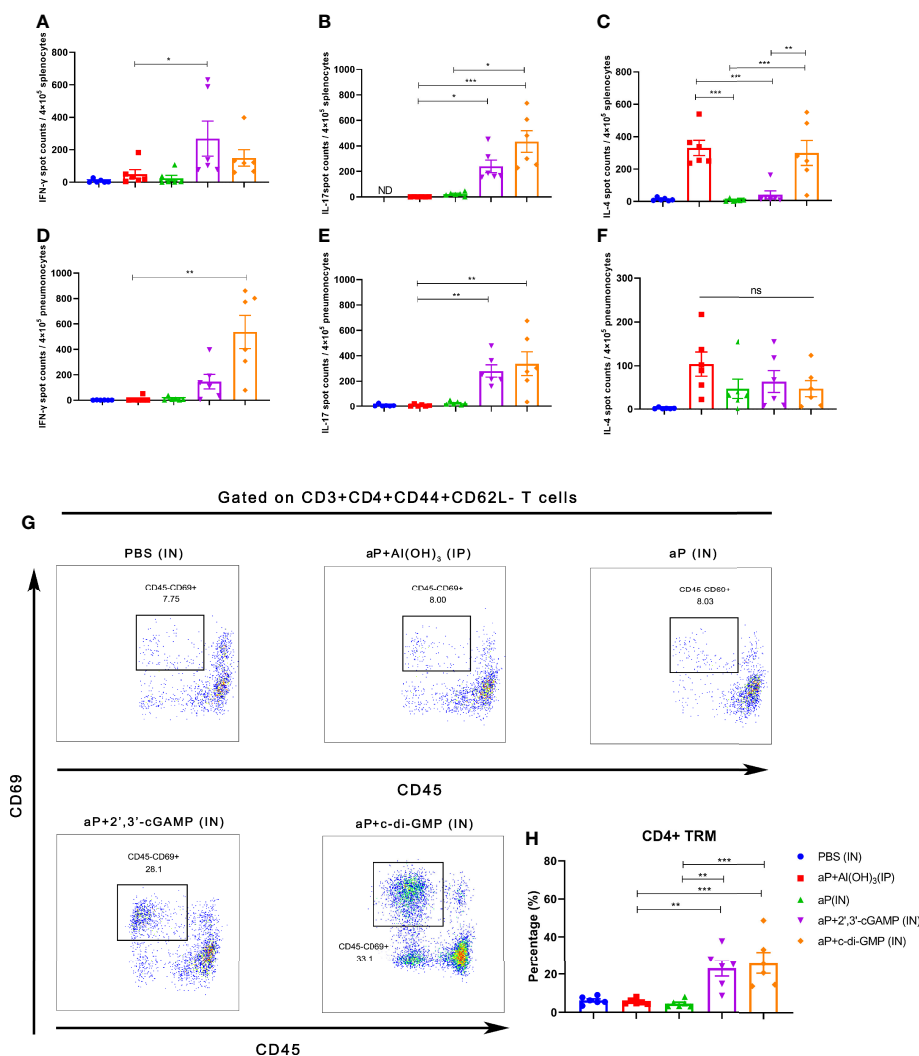 A
IFN-γ spot counts / 4×10⁵ splenocytes
800
600
400
200
0
*
B
IL-17spot counts / 4×10⁵ splenocytes
1000
800
600
400
200
0
ND
*
***
*
C
IL-4 spot counts / 4×10⁵ splenocytes
800
600
400
200
0
**
***
***
***
D
IFN-γ spot counts / 4×10⁵ pneumonocytes
1000
800
600
400
200
0
**
E
IL-17 spot counts / 4×10⁵ pneumonocytes
1000
800
600
400
200
0
**
**
F
IL-4 spot counts / 4×10⁵ pneumonocytes
300
200
100
0
ns
G
Gated on CD3+CD4+CD44+CD62L- T cells
PBS (IN)
aP+Al(OH)₃ (IP)
aP (IN)
CD45-CD69+
7.75
CD45-CD69+
8.00
CD45-CD69+
8.03
CD69
CD45
aP+2',3'-cGAMP (IN)
aP+c-di-GMP (IN)
CD45-CD69+
28.1
CD45-CD69+
33.1
CD45
H
CD4+ TRM
Percentage (%)
80
60
40
20
0
***
**
***
**
PBS (IN)
aP+Al(OH)₃(IP)
aP(IN)
aP+2',3'-cGAMP (IN)
aP+c-di-GMP (IN)